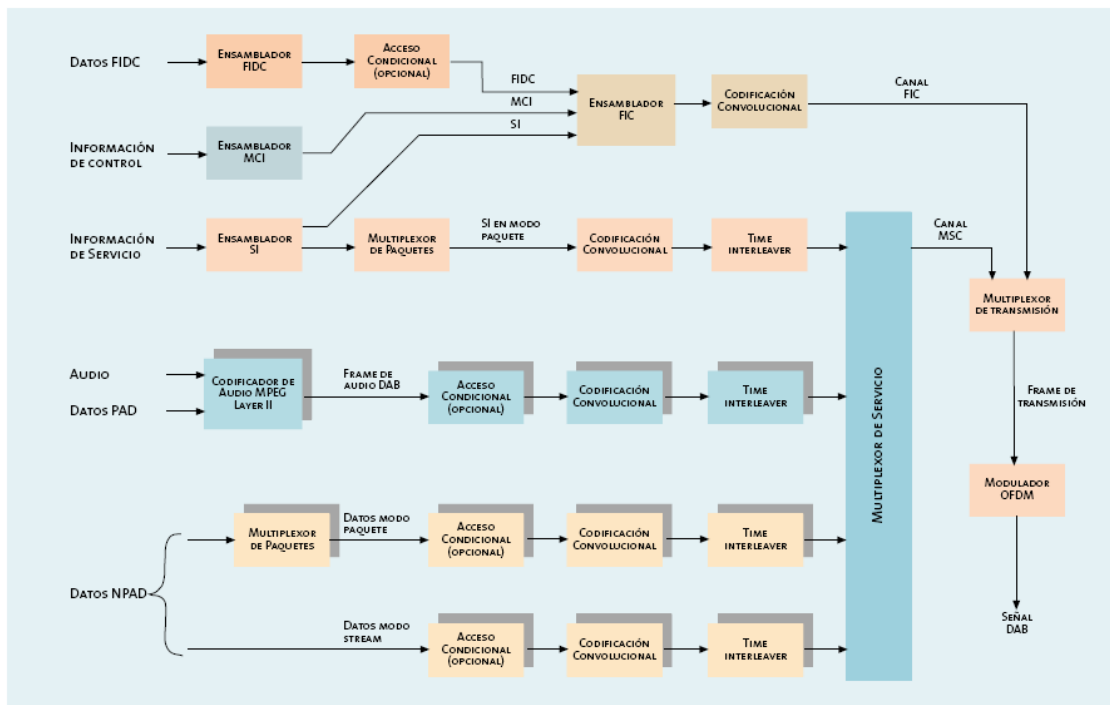 Datos FIDC
Ensamblador
FIDC
Acceso
Condicional
(opcional)
FIDC
MCI
SI
Ensamblador
FIC
Codificación
Convolucional
Canal
FIC
Información
de control
Ensamblador
MCI
Información
de Servicio
Ensamblador
SI
Multiplexor
de Paquetes
SI en modo
paquete
Codificación
Convolucional
Time
interleaver
Canal
MSC
Multiplexor
de transmisión
Audio
Datos PAD
Codificador de
Audio MPEG
Layer II
Frame de
audio DAB
Acceso
Condicional
(opcional)
Codificación
Convolucional
Time
interleaver
Multiplexor de Servicio
Frame de
transmisión
Modulador
OFDM
Datos NPAD
Multiplexor
de Paquetes
Datos modo
paquete
Acceso
Condicional
(opcional)
Codificación
Convolucional
Time
interleaver
Datos modo
stream
Acceso
Condicional
(opcional)
Codificación
Convolucional
Time
interleaver
Señal
DAB